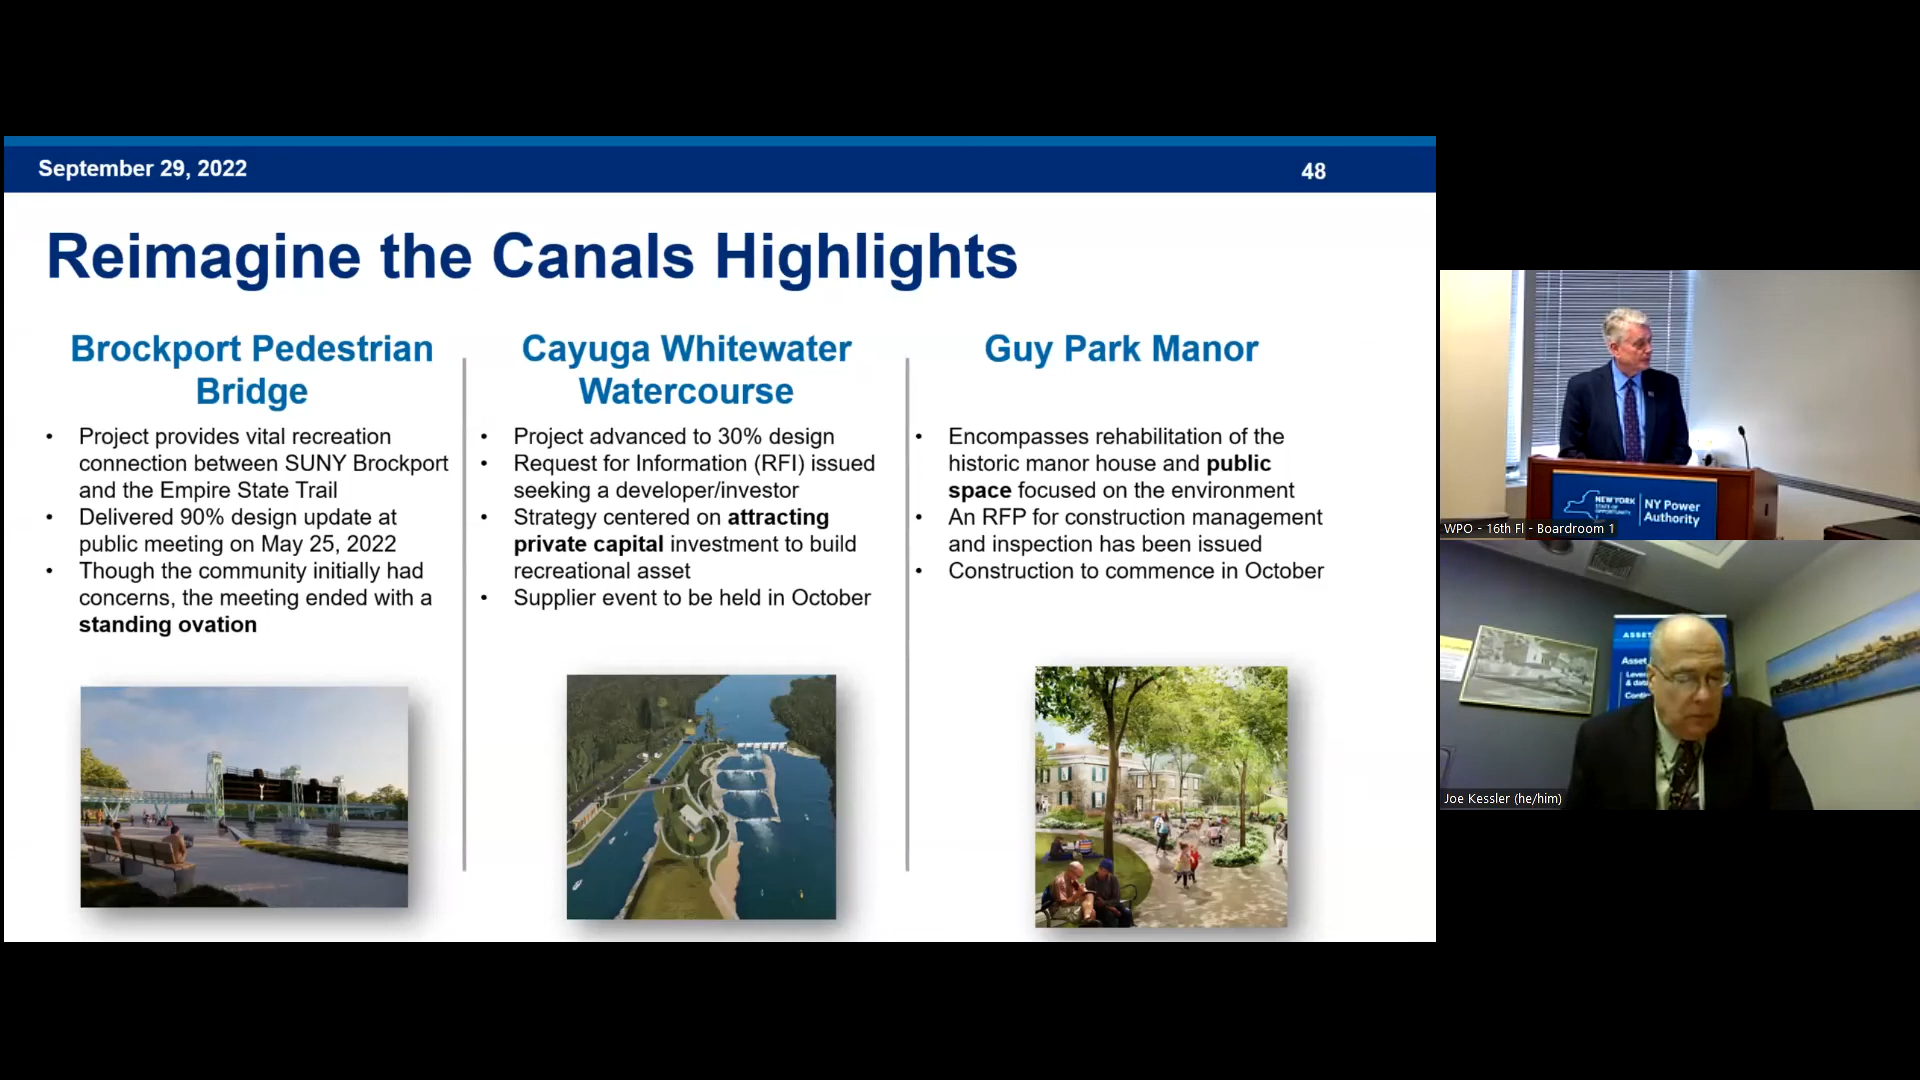 September 29, 2022
48
Reimagine the Canals Highlights
Brockport Pedestrian
Bridge
• Project provides vital recreation
connection between SUNY Brockport
and the Empire State Trail
• Delivered 90% design update at
public meeting on May 25, 2022
• Though the community initially had
concerns, the meeting ended with a
standing ovation
Cayuga Whitewater
Watercourse
• Project advanced to 30% design
• Request for Information (RFI) issued
seeking a developer/investor
• Strategy centered on attracting
private capital investment to build
recreational asset
• Supplier event to be held in October
Guy Park Manor
• Encompasses rehabilitation of the
historic manor house and public
space focused on the environment
• An RFP for construction management
and inspection has been issued
• Construction to commence in October
NEW YORK
STATE OF
OPPORTUNITY
NY Power
Authority
WPO - 16th Fl - Boardroom 1
ASSET
Asset
& data
Joe Kessler (he/him)